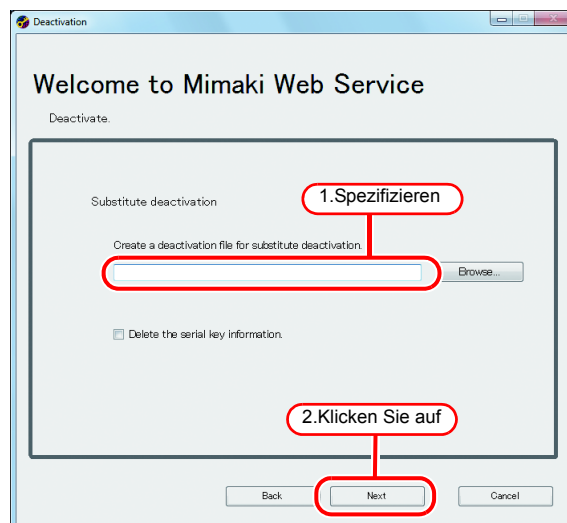 Deactivation
Welcome to Mimaki Web Service
Deactivate.
Substitute deactivation
1.Spezifizieren
Create a deactivation file for substitute deactivation.
Browse...
Delete the serial key information.
2.Klicken Sie auf
Back
Next
Cancel